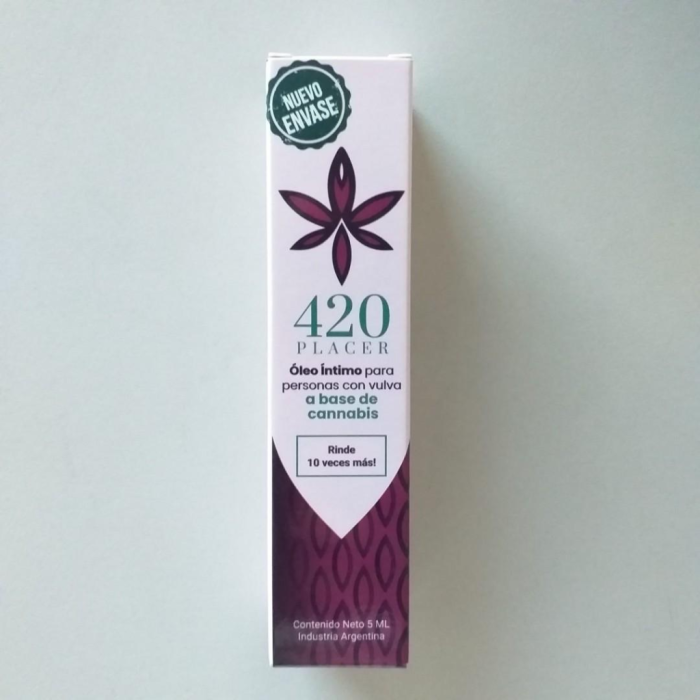 NUEVO
ENVASE
420
PLACER
Óleo Íntimo para
personas con vulva
a base de
cannabis
Rinde
10 veces más!
Contenido Neto 5 ML
Industria Argentina